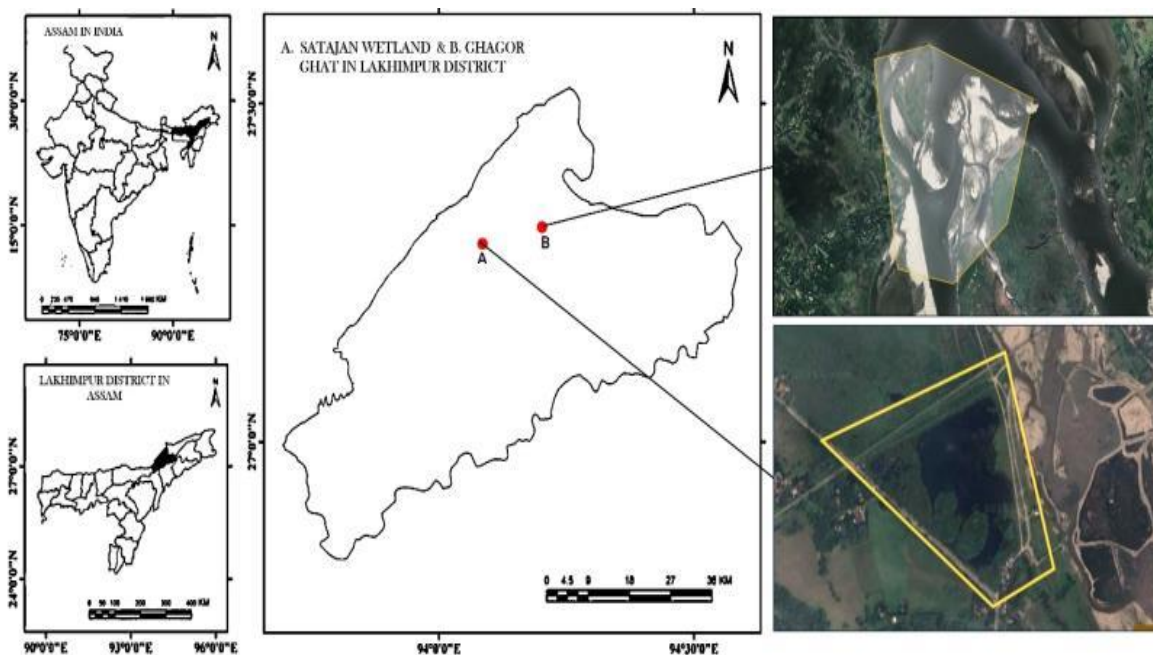 ASSAM IN INDIA
N
30°0'0"N
15°0'0"N
75°0'0"E 90°0'0"E
LAKHIMPUR DISTRICT IN
ASSAM
N
27°0'0"N
24°0'0"N
0 50 100 200 300 400 KM
90°0'0"E 93°0'0"E 96°0'0"E
A. SATAJAN WETLAND & B. GHAGOR
GHAT IN LAKHIMPUR DISTRICT
N
27°30'0"N
27°0'0"N
B
A
0 4.5 9 18 27 36 KM
94°0'0"E 94°30'0"E